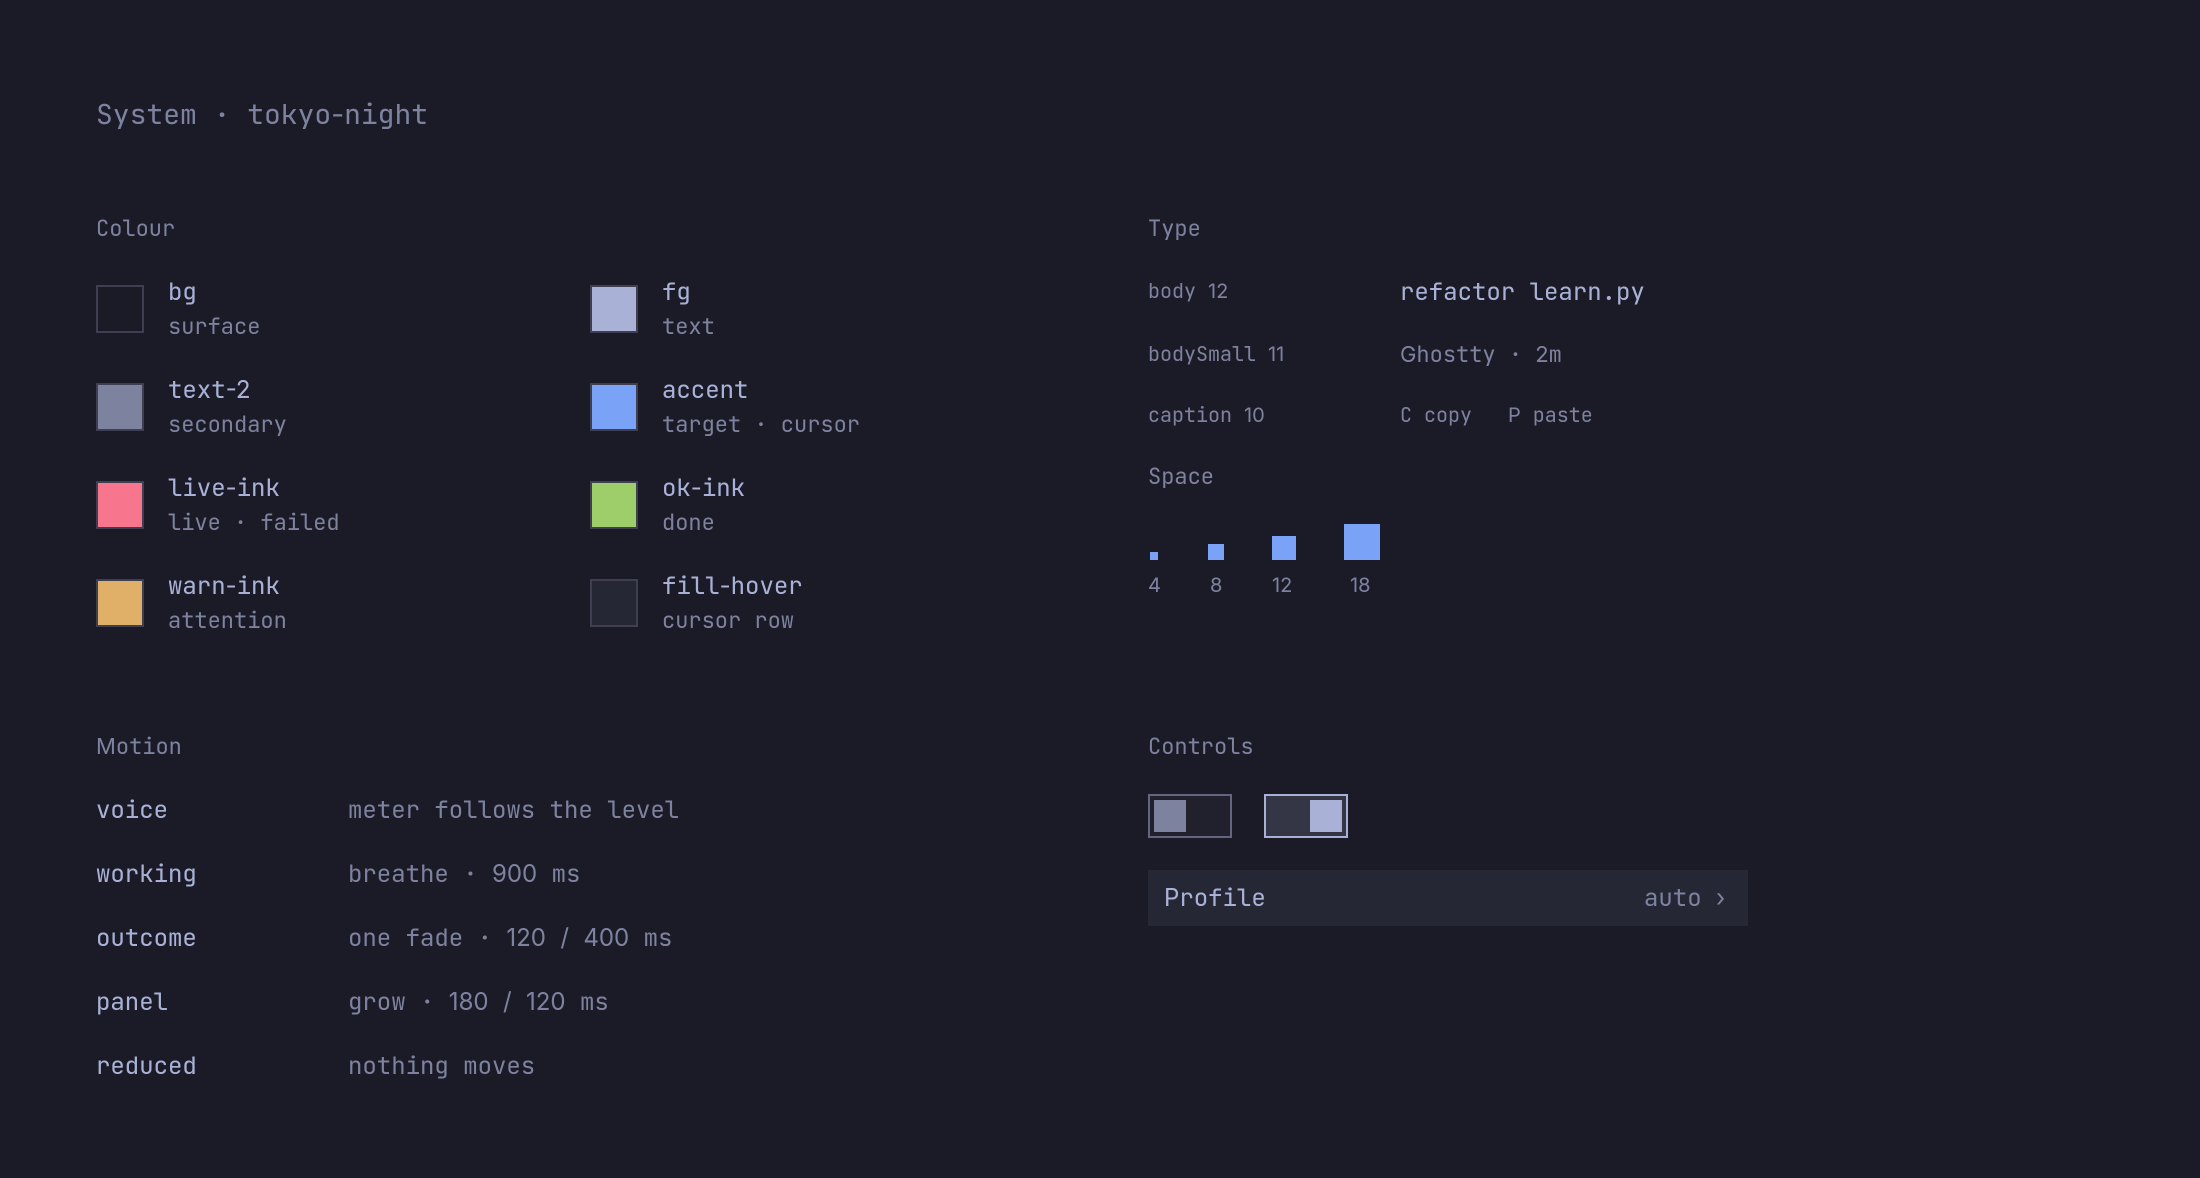 System · tokyo-night
Colour
bg
surface
fg
text
text-2
secondary
accent
target · cursor
live-ink
live · failed
ok-ink
done
warn-ink
attention
fill-hover
cursor row
Type
body 12
refactor learn.py
bodySmall 11
Ghostty · 2m
caption 10
C copy P paste
Space
4 8 12 18
Motion
voice meter follows the level
working breathe · 900 ms
outcome one fade · 120 / 400 ms
panel grow · 180 / 120 ms
reduced nothing moves
Controls
Profile auto ›